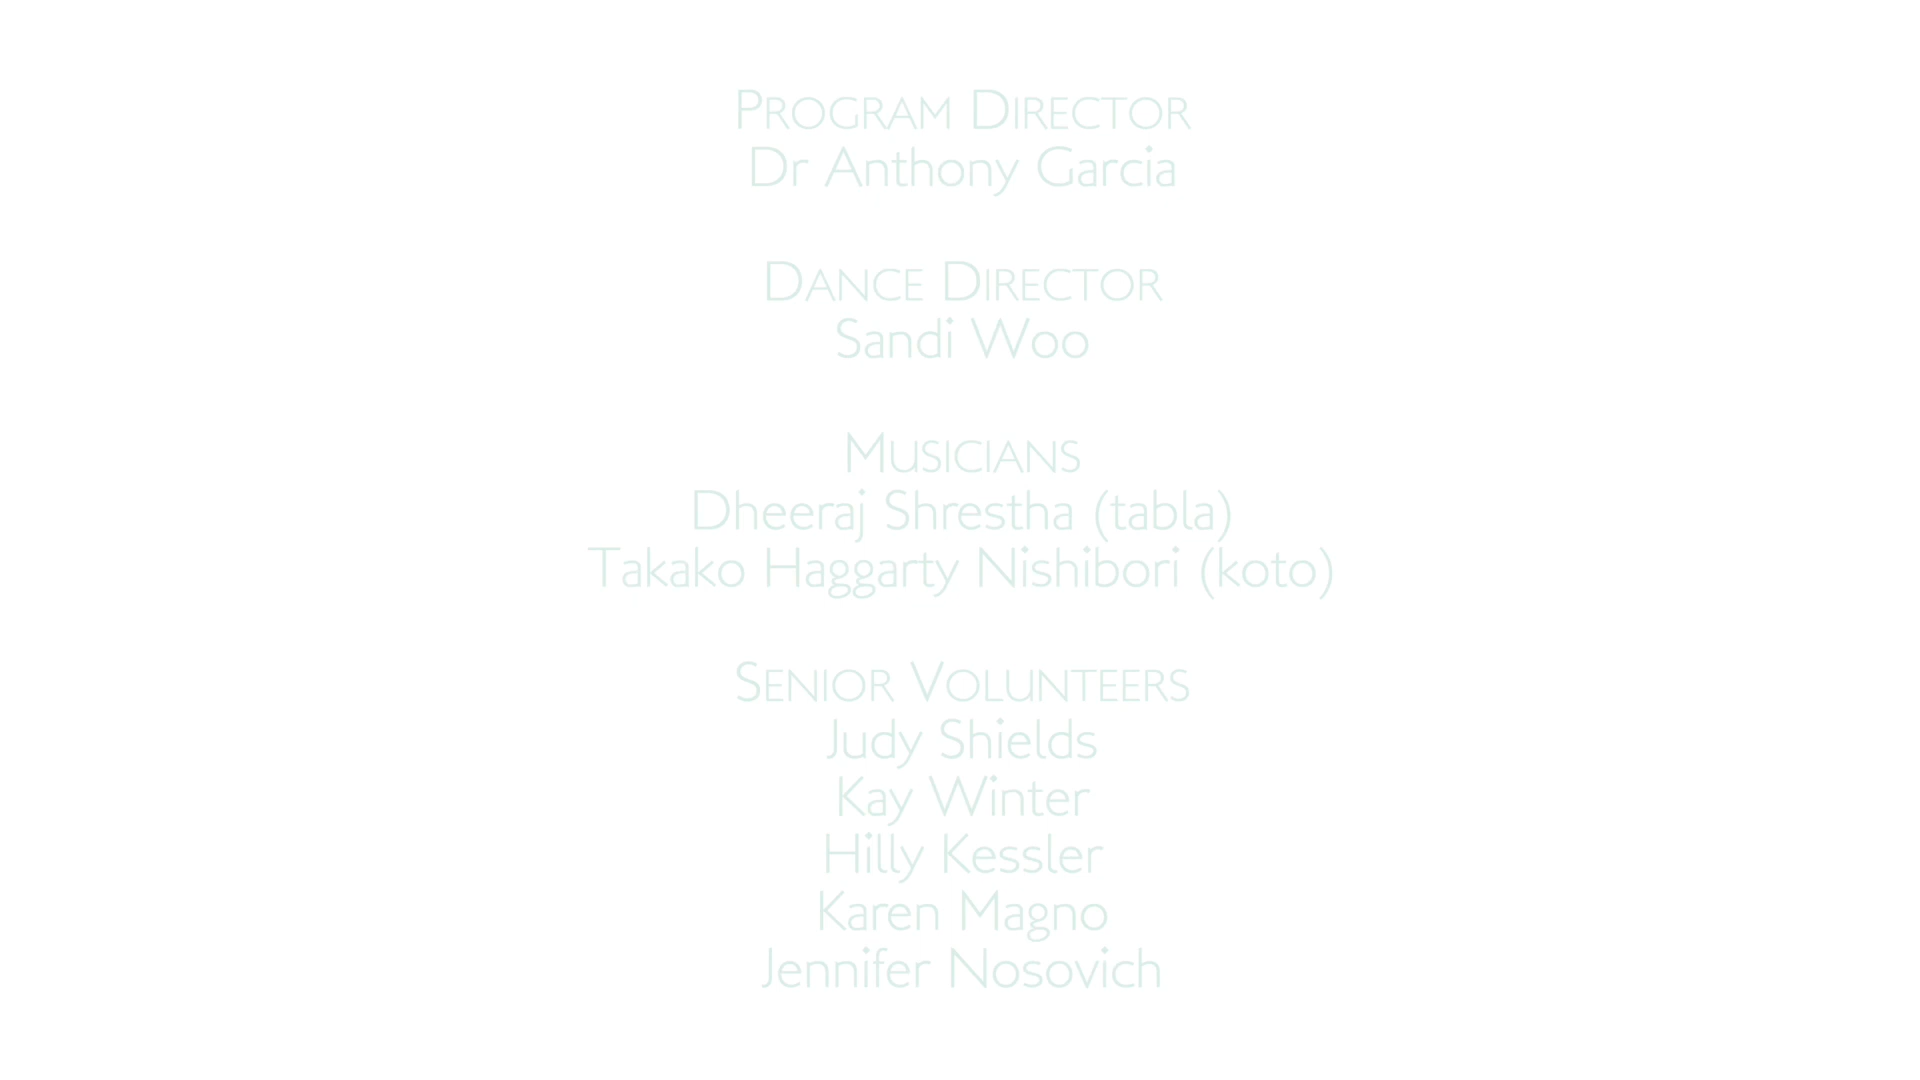 PROGRAM DIRECTOR
Dr Anthony Garcia
DANCE DIRECTOR
Sandi Woo
MUSICIANS
Dheeraj Shrestha (tabla)
Takako Haggarty Nishibori (koto)
SENIOR VOLUNTEERS
Judy Shields
Kay Winter
Hilly Kessler
Karen Magno
Jennifer Nosovich